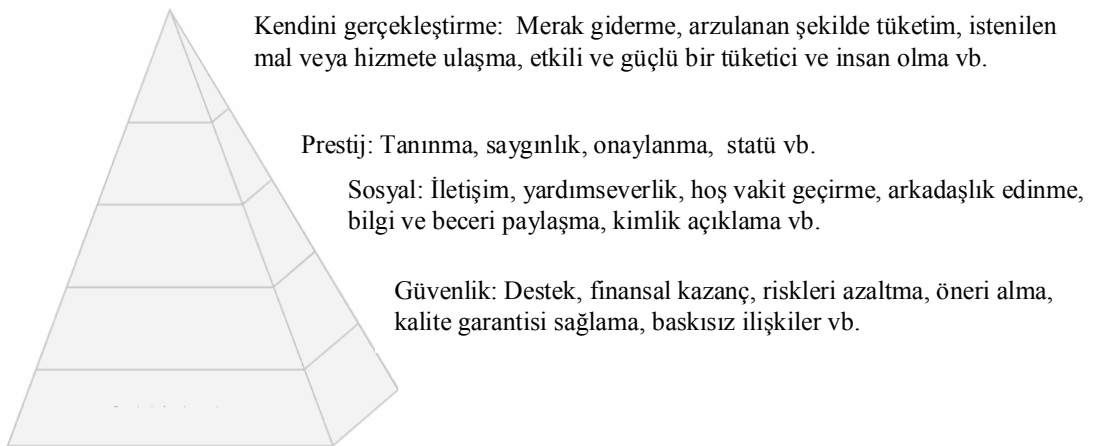 Kendini gerçekleştirme: Merak giderme, arzulanan şekilde tüketim, istenilen
mal veya hizmete ulaşma, etkili ve güçlü bir tüketici ve insan olma vb.
Prestij: Tanınma, saygınlık, onaylanma, statü vb.
Sosyal: İletişim, yardımseverlik, hoş vakit geçirme, arkadaşlık edinme,
bilgi ve beceri paylaşma, kimlik açıklama vb.
Güvenlik: Destek, finansal kazanç, riskleri azaltma, öneri alma,
kalite garantisi sağlama, baskısız ilişkiler vb.